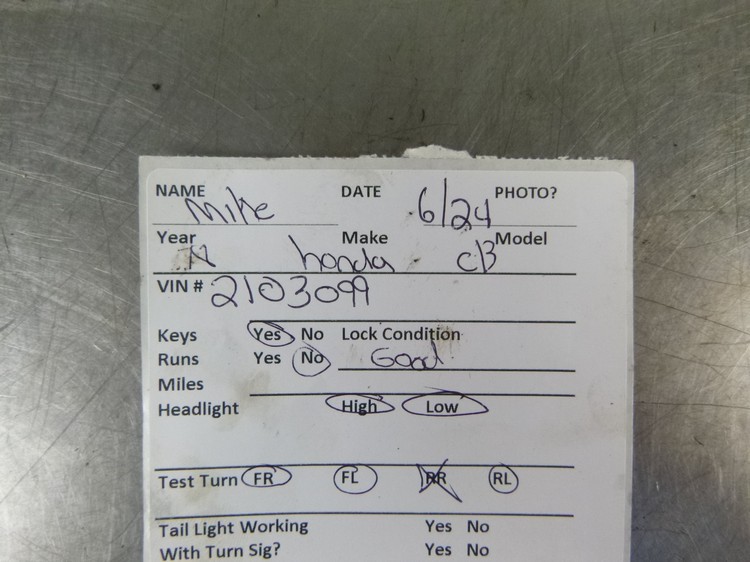 NAME Mike DATE 6/24 PHOTO?
Year Make Model
honda CB
VIN # 2103099
Keys Yes No Lock Condition
Runs Yes No Good
Miles
Headlight High Low
Test Turn FR FL RR RL
Tail Light Working Yes No
With Turn Sig? Yes No